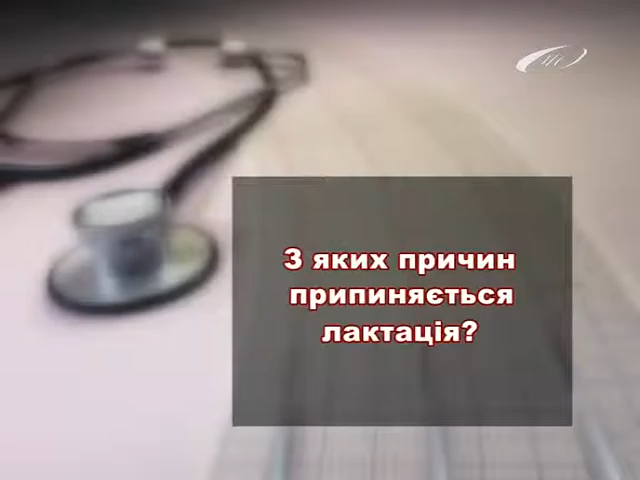 З яких причин
припиняється
лактація?